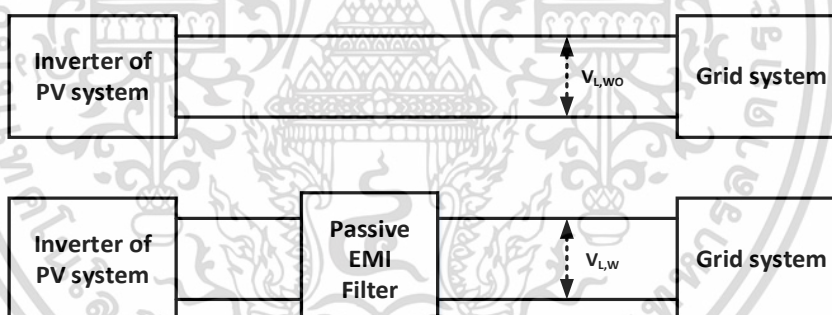 Inverter of
PV system
V_L,WO
Grid system
Inverter of
PV system
Passive
EMI
Filter
V_L,W
Grid system